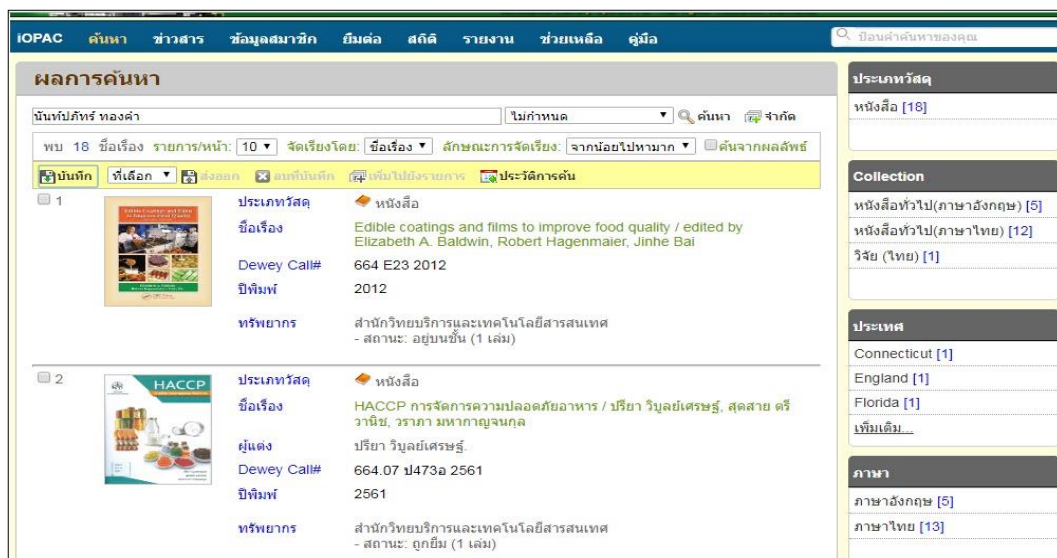 iOPAC ค้นหา ข่าวสาร ข้อมูลสมาชิก ยืมต่อ สถิติ รายงาน ช่วยเหลือ คู่มือ
ป้อนคำค้นหาของคุณ
ผลการค้นหา
นันท์ปภัทร์ ทองคำ ไม่กำหนด ค้นหา จำกัด
พบ 18 ชื่อเรื่อง รายการ/หน้า: 10 จัดเรียงโดย: ชื่อเรื่อง ลักษณะการจัดเรียง: จากน้อยไปหามาก ค้นจากผลลัพธ์
บันทึก ที่เลือก ส่งออก ลบที่บันทึก เพิ่มไปยังรายการ ประวัติการค้น
1
ประเภทวัสดุ หนังสือ
ชื่อเรื่อง Edible coatings and films to improve food quality / edited by
Elizabeth A. Baldwin, Robert Hagenmaier, Jinhe Bai
Dewey Call# 664 E23 2012
ปีพิมพ์ 2012
ทรัพยากร สำนักวิทยบริการและเทคโนโลยีสารสนเทศ
- สถานะ: อยู่บนชั้น (1 เล่ม)
2
HACCP
ประเภทวัสดุ หนังสือ
ชื่อเรื่อง HACCP การจัดการความปลอดภัยอาหาร / ปรียา วิบูลย์เศรษฐ์, สุดสาย ตรี
วานิช, วราภา มหากาญจนกุล
ผู้แต่ง ปรียา วิบูลย์เศรษฐ์.
Dewey Call# 664.07 ป473อ 2561
ปีพิมพ์ 2561
ทรัพยากร สำนักวิทยบริการและเทคโนโลยีสารสนเทศ
- สถานะ: ถูกยืม (1 เล่ม)
ประเภทวัสดุ
หนังสือ [18]
Collection
หนังสือทั่วไป(ภาษาอังกฤษ) [5]
หนังสือทั่วไป(ภาษาไทย) [12]
วิจัย (ไทย) [1]
ประเทศ
Connecticut [1]
England [1]
Florida [1]
เพิ่มเติม...
ภาษา
ภาษาอังกฤษ [5]
ภาษาไทย [13]